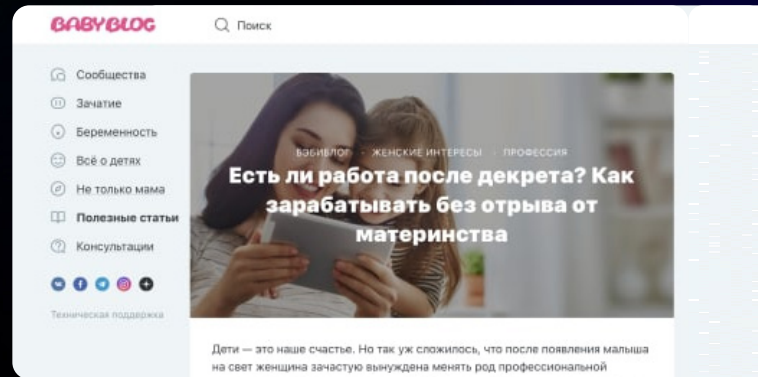 BABYBLOG
Поиск
Сообщества
Зачатие
Беременность
Всё о детях
Не только мама
Полезные статьи
Консультации
Техническая поддержка
БЭБИБЛОГ · ЖЕНСКИЕ ИНТЕРЕСЫ · ПРОФЕССИЯ
Есть ли работа после декрета? Как
зарабатывать без отрыва от
материнства
Дети — это наше счастье. Но так уж сложилось, что после появления малыша
на свет женщина зачастую вынуждена менять род профессиональной